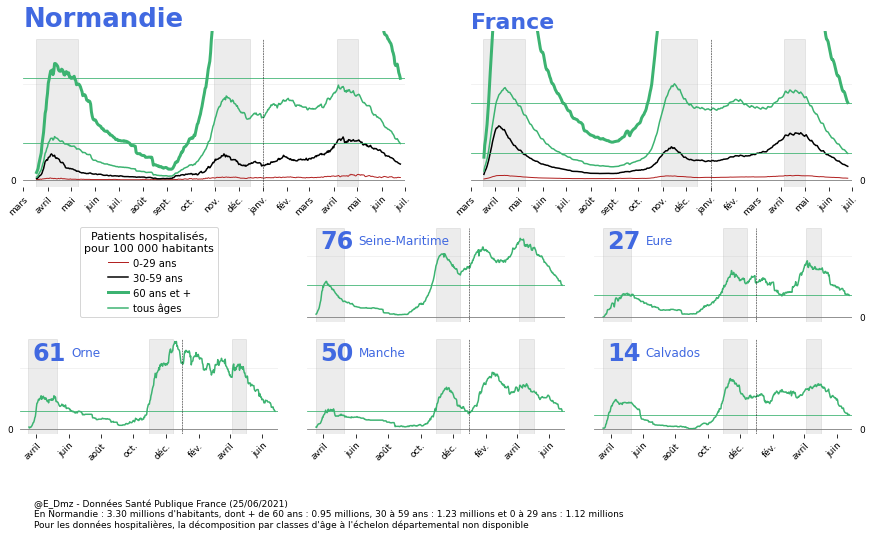 Normandie
France
0
mars avril mai juin juil. août sept. oct. nov. déc. janv. fév. mars avril mai juin juil.
mars avril mai juin juil. août sept. oct. nov. déc. janv. fév. mars avril mai juin juil.
0
Patients hospitalisés,
pour 100 000 habitants
0-29 ans
30-59 ans
60 ans et +
tous âges
76 Seine-Maritime
27 Eure
0
61 Orne
50 Manche
14 Calvados
0
avril juin août oct. déc. fév. avril juin
avril juin août oct. déc. fév. avril juin
avril juin août oct. déc. fév. avril juin
0
@E_Dmz - Données Santé Publique France (25/06/2021)
En Normandie : 3.30 millions d'habitants, dont + de 60 ans : 0.95 millions, 30 à 59 ans : 1.23 millions et 0 à 29 ans : 1.12 millions
Pour les données hospitalières, la décomposition par classes d'âge à l'échelon départemental non disponible